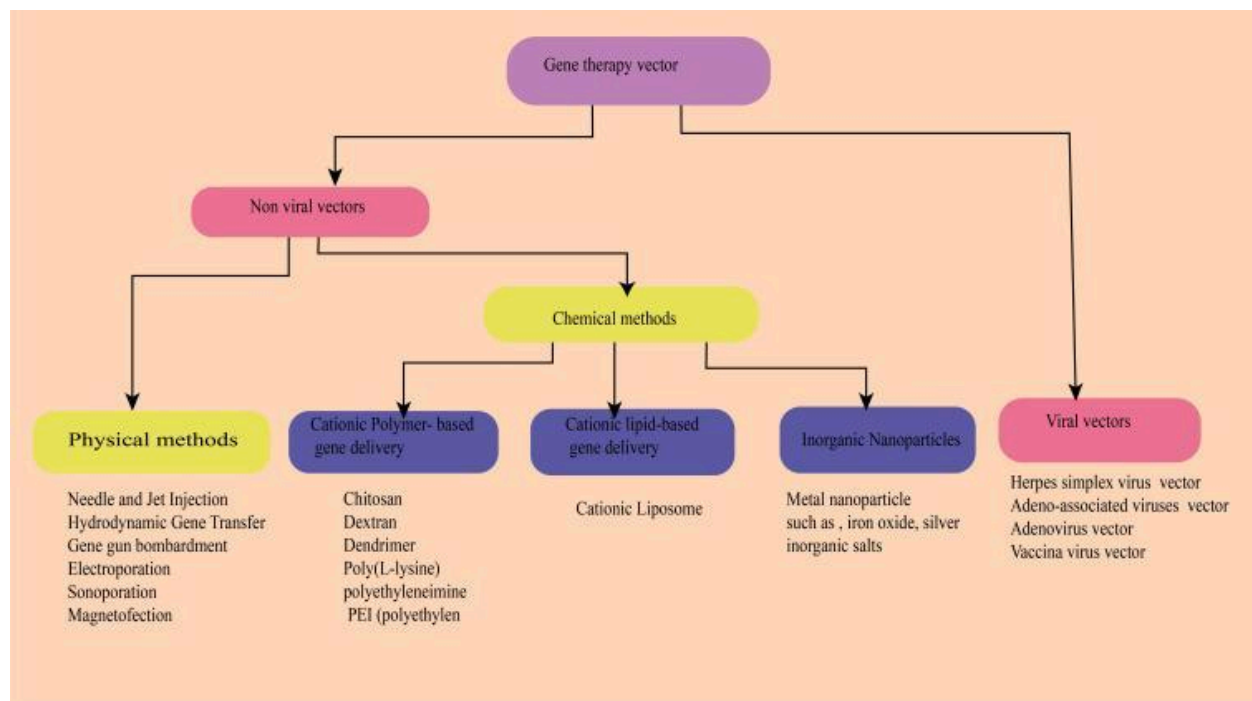 Gene therapy vector
Non viral vectors
Chemical methods
Physical methods
Needle and Jet Injection
Hydrodynamic Gene Transfer
Gene gun bombardment
Electroporation
Sonoporation
Magnetofection
Cationic Polymer- based
gene delivery
Chitosan
Dextran
Dendrimer
Poly(L-lysine)
polyethyleneimine
PEI (polyethylen
Cationic lipid-based
gene delivery
Cationic Liposome
Inorganic Nanoparticles
Metal nanoparticle
such as , iron oxide, silver
inorganic salts
Viral vectors
Herpes simplex virus vector
Adeno-associated viruses vector
Adenovirus vector
Vaccina virus vector